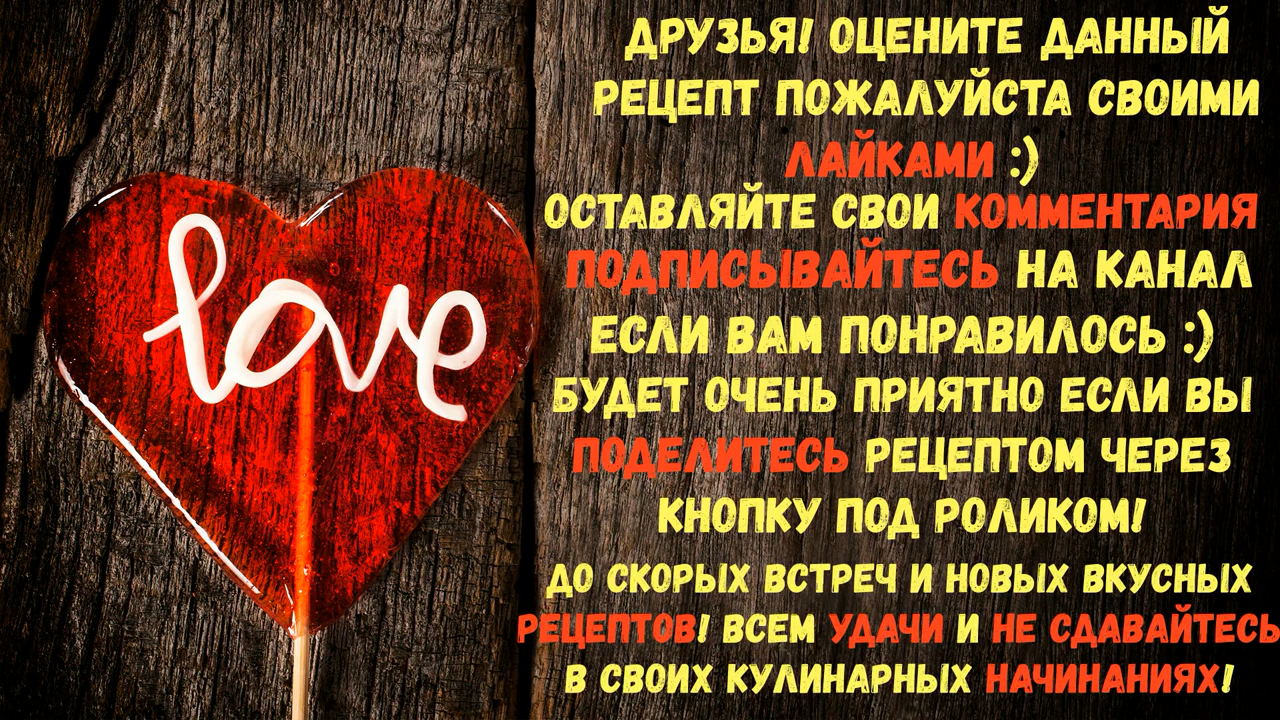 love
ДРУЗЬЯ! ОЦЕНИТЕ ДАННЫЙ
РЕЦЕПТ ПОЖАЛУЙСТА СВОИМИ
ЛАЙКАМИ :)
ОСТАВЛЯЙТЕ СВОИ КОММЕНТАРИЯ
ПОДПИСЫВАЙТЕСЬ НА КАНАЛ
ЕСЛИ ВАМ ПОНРАВИЛОСЬ :)
БУДЕТ ОЧЕНЬ ПРИЯТНО ЕСЛИ ВЫ
ПОДЕЛИТЕСЬ РЕЦЕПТОМ ЧЕРЕЗ
КНОПКУ ПОД РОЛИКОМ!
ДО СКОРЫХ ВСТРЕЧ И НОВЫХ ВКУСНЫХ
РЕЦЕПТОВ! ВСЕМ УДАЧИ И НЕ СДАВАЙТЕСЬ
В СВОИХ КУЛИНАРНЫХ НАЧИНАНИЯХ!